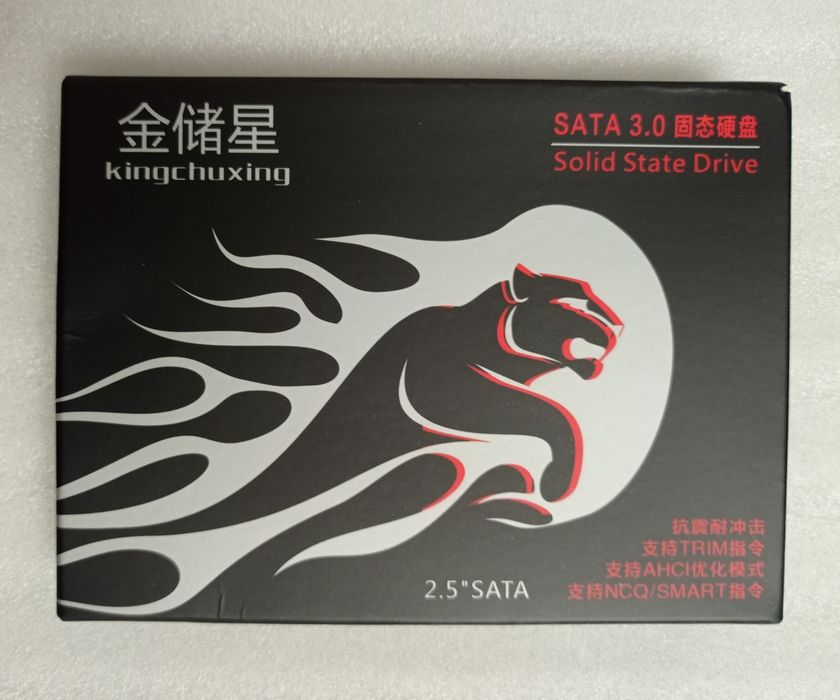 金储星
kingchuxing
SATA 3.0 固态硬盘
Solid State Drive
抗震耐冲击
支持TRIM指令
支持AHCI优化模式
支持NCQ/SMART指令
2.5"SATA